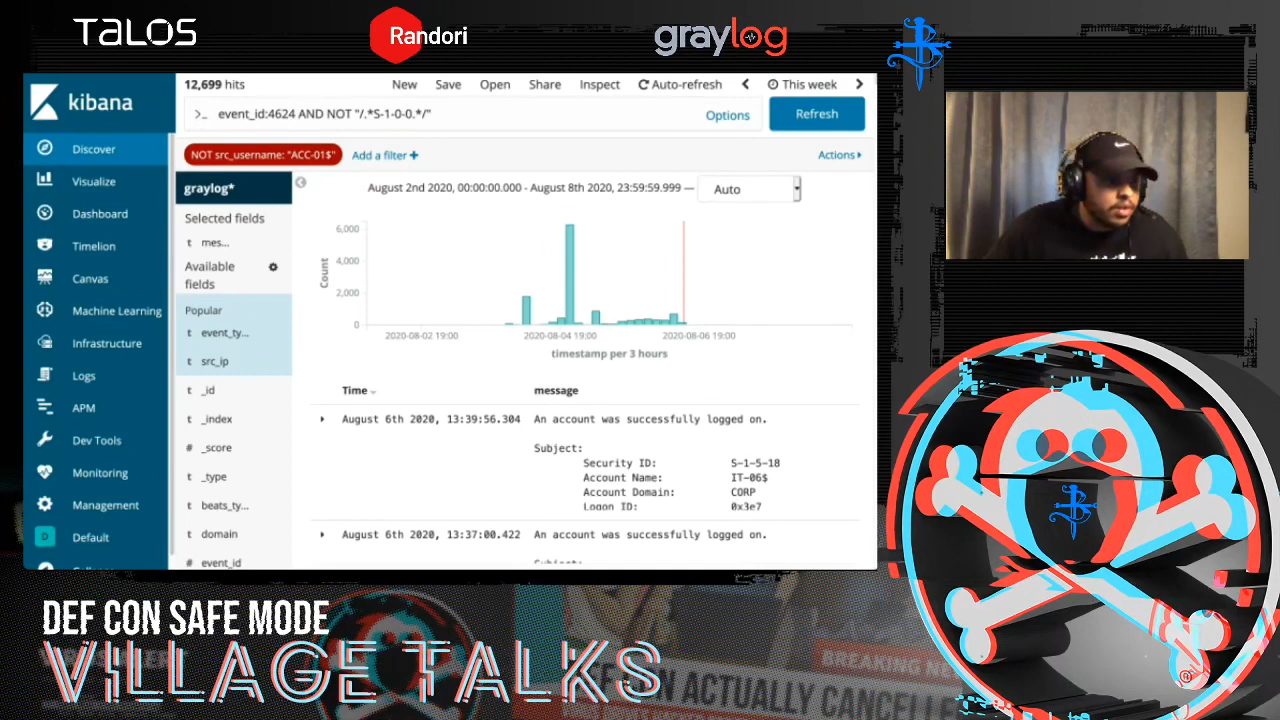 TALOS
Randori
graylog
kibana
Discover
Visualize
Dashboard
Timelion
Canvas
Machine Learning
Infrastructure
Logs
APM
Dev Tools
Monitoring
Management
D Default
12,699 hits
New Save Open Share Inspect Auto-refresh This week
>_ event_id:4624 AND NOT "/.*S-1-0-0.*/"
Options
Refresh
NOT src_username: "ACC-01$"
Add a filter +
Actions
graylog*
Selected fields
t mes...
Available
fields
Popular
t event_ty...
t src_ip
t _id
t _index
# _score
t _type
t beats_ty...
t domain
# event_id
August 2nd 2020, 00:00:00.000 - August 8th 2020, 23:59:59.999 —
Auto
Count
6,000
4,000
2,000
0
2020-08-02 19:00
2020-08-04 19:00
2020-08-06 19:00
timestamp per 3 hours
Time message
August 6th 2020, 13:39:56.304 An account was successfully logged on.
Subject:
Security ID: S-1-5-18
Account Name: IT-06$
Account Domain: CORP
Logon ID: 0x3e7
August 6th 2020, 13:37:00.422 An account was successfully logged on.
DEF CON SAFE MODE
VILLAGE TALKS
BREAKING
CON ACTUALLY